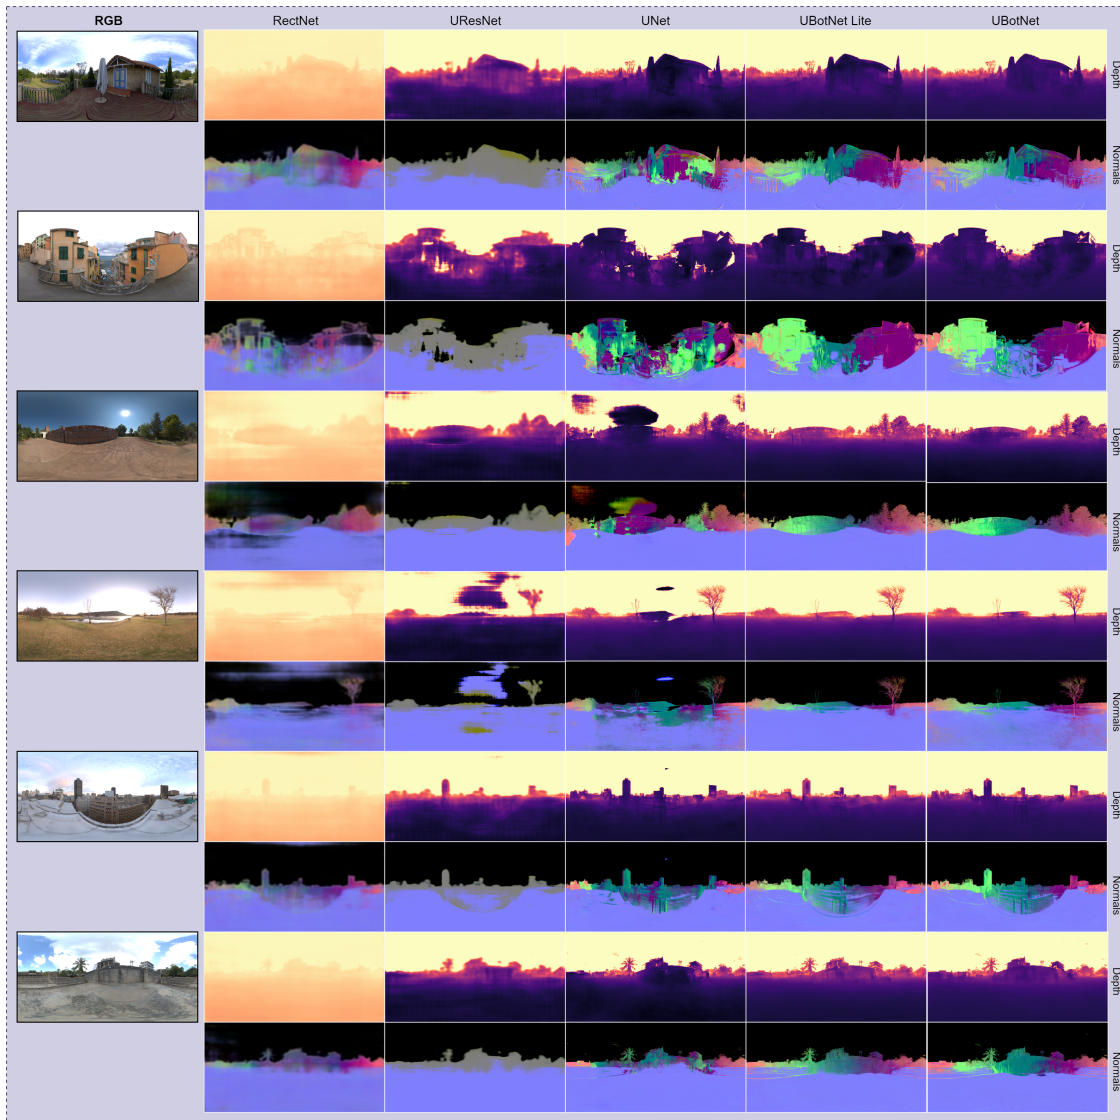 RGB RectNet UResNet UNet UBotNet Lite UBotNet
Depth
Normals
Depth
Normals
Depth
Normals
Depth
Normals
Depth
Normals
Depth
Normals